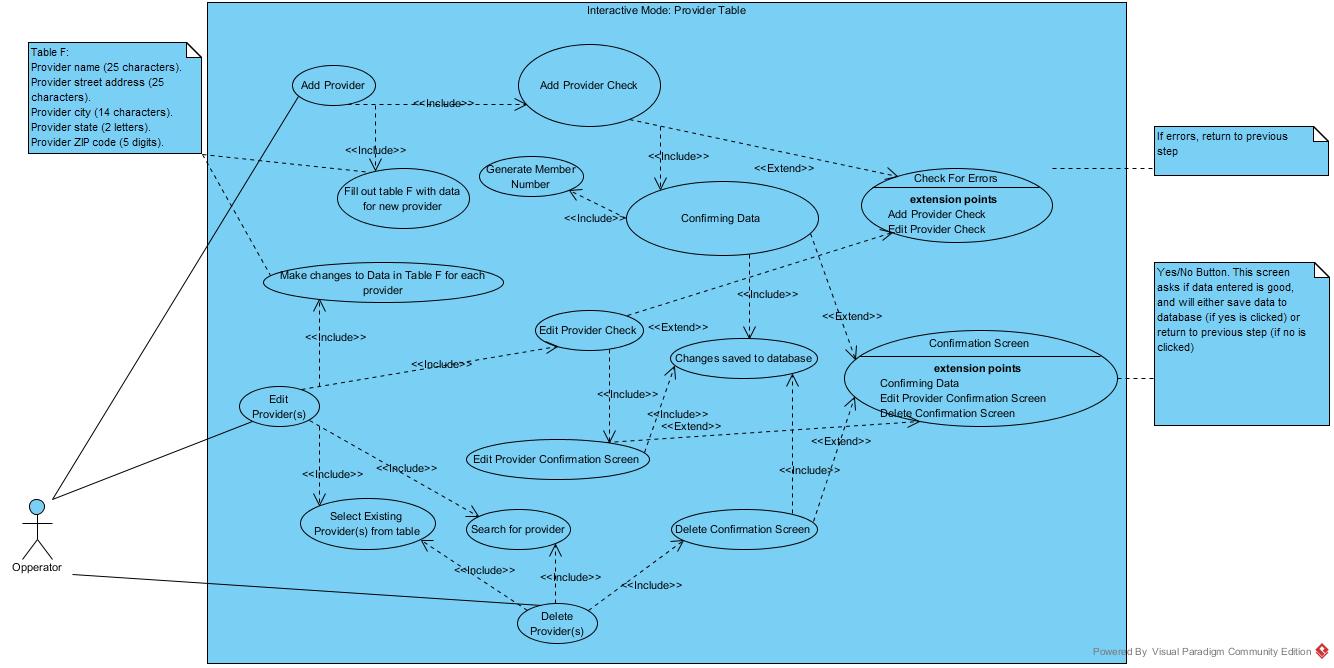 Interactive Mode: Provider Table
Table F:
Provider name (25 characters).
Provider street address (25
characters).
Provider city (14 characters).
Provider state (2 letters).
Provider ZIP code (5 digits).
Add Provider
<<Include>>
Add Provider Check
If errors, return to previous
step
<<Include>>
<<Include>>
<<Extend>>
Generate Member
Number
Fill out table F with data
for new provider
<<Include>>
Confirming Data
Check For Errors
extension points
Add Provider Check
Edit Provider Check
Make changes to Data in Table F for each
provider
<<Include>>
Yes/No Button. This screen
asks if data entered is good,
and will either save data to
database (if yes is clicked) or
return to previous step (if no is
clicked)
<<Include>>
Edit Provider Check
<<Extend>>
<<Extend>>
<<Include>>
Changes saved to database
Confirmation Screen
extension points
Confirming Data
Edit Provider Confirmation Screen
Delete Confirmation Screen
Edit
Provider(s)
<<Include>>
<<Include>>
<<Extend>>
<<Extend>>
Edit Provider Confirmation Screen
<<Include>>
<<Include>>
<<Include>>
Select Existing
Provider(s) from table
Search for provider
Delete Confirmation Screen
Opperator
<<Include>>
<<Include>>
<<Include>>
Delete
Provider(s)
Powered By Visual Paradigm Community Edition